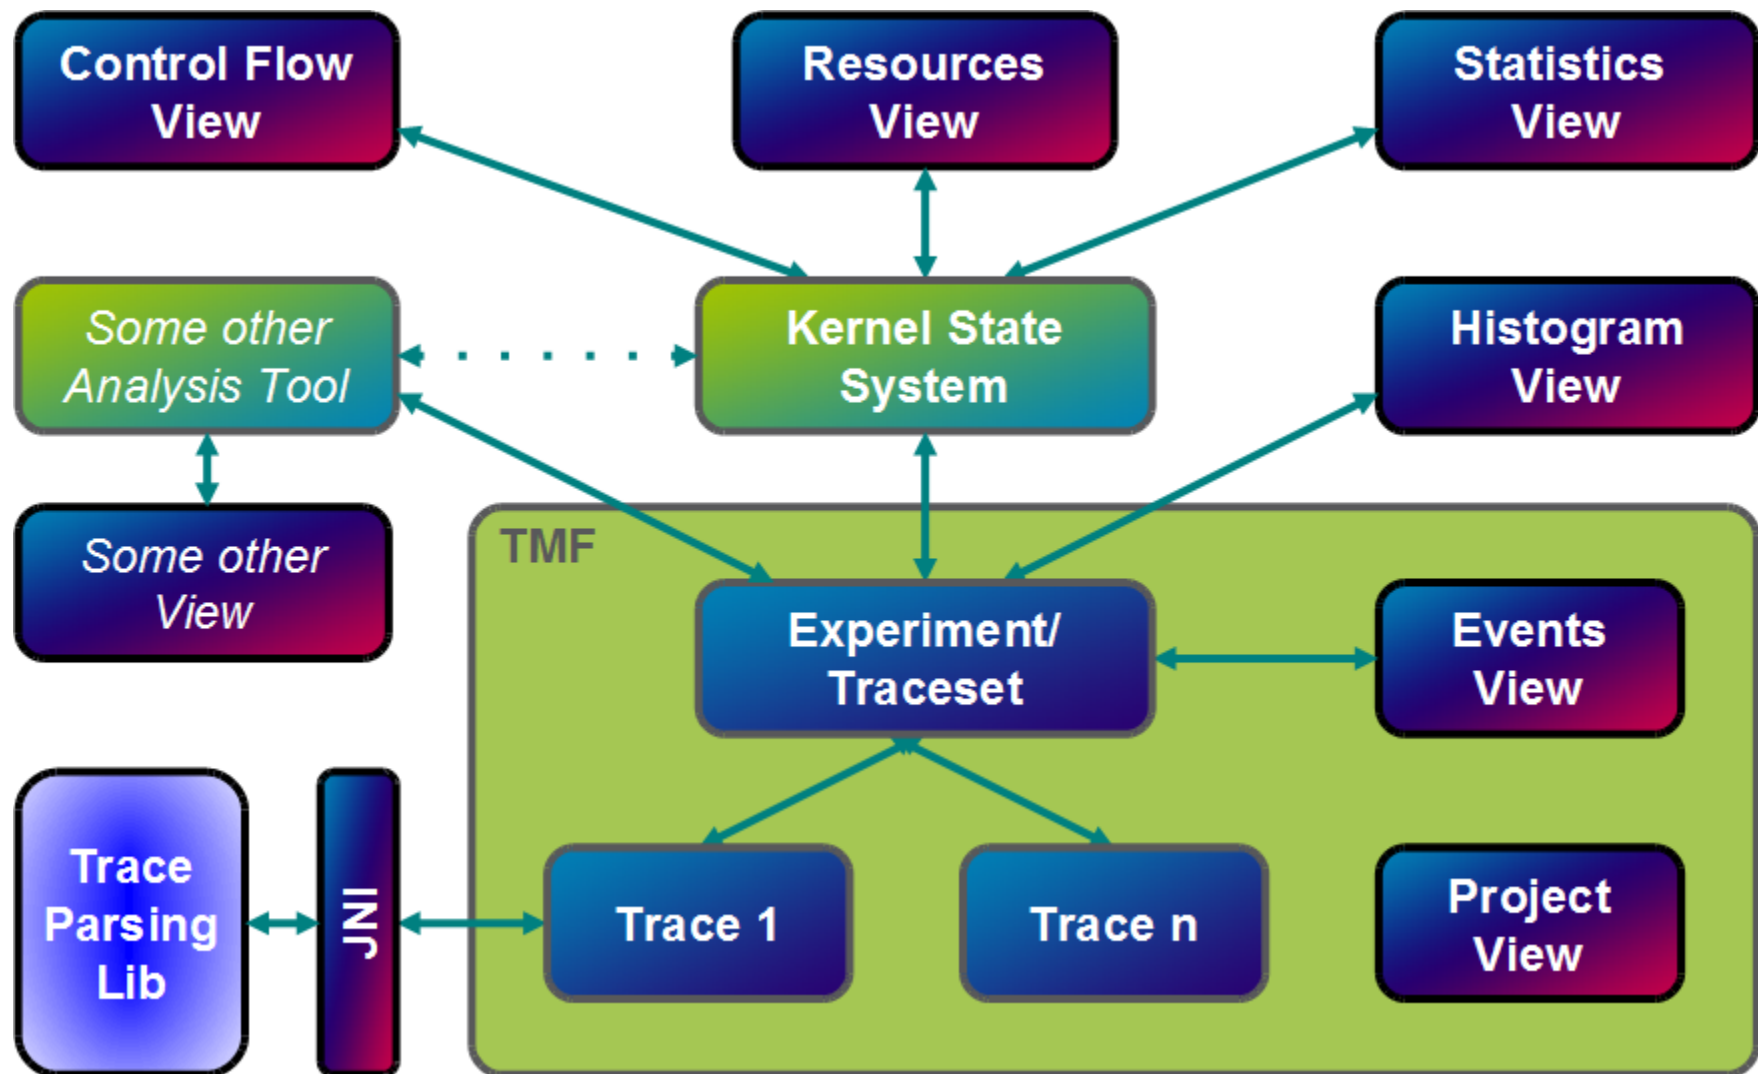 Control Flow
View
Resources
View
Statistics
View
Some other
Analysis Tool
Kernel State
System
Histogram
View
Some other
View
TMF
Experiment/
Traceset
Events
View
Trace
Parsing
Lib
JNI
Trace 1
Trace n
Project
View